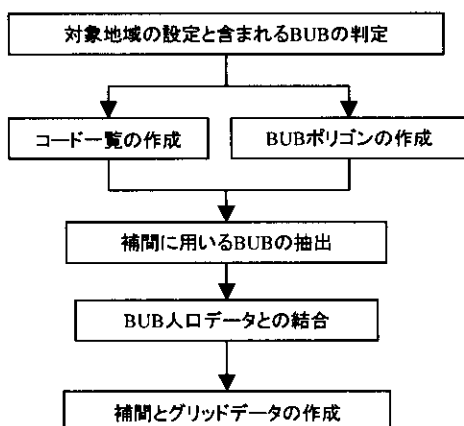 対象地域の設定と含まれるBUBの判定
コード一覧の作成
BUBポリゴンの作成
補間に用いるBUBの抽出
BUB人口データとの結合
補間とグリッドデータの作成